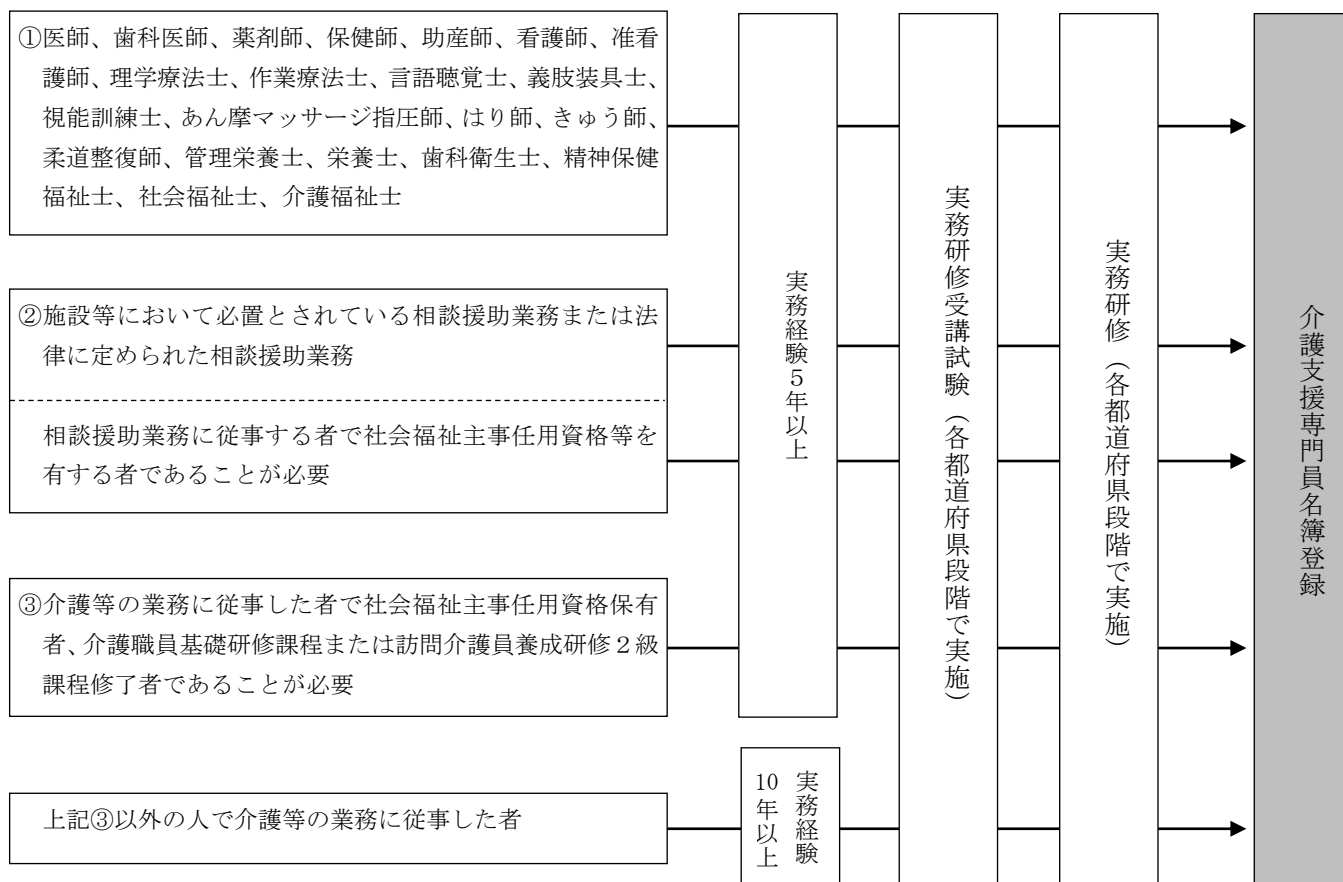 ①医師、歯科医師、薬剤師、保健師、助産師、看護師、准看
護師、理学療法士、作業療法士、言語聴覚士、義肢装具士、
視能訓練士、あん摩マッサージ指圧師、はり師、きゅう師、
柔道整復師、管理栄養士、栄養士、歯科衛生士、精神保健
福祉士、社会福祉士、介護福祉士
②施設等において必置とされている相談援助業務または法
律に定められた相談援助業務
相談援助業務に従事する者で社会福祉主事任用資格等を
有する者であることが必要
③介護等の業務に従事した者で社会福祉主事任用資格保有
者、介護職員基礎研修課程または訪問介護員養成研修２級
課程修了者であることが必要
上記③以外の人で介護等の業務に従事した者
実務経験５年以上
実務経験
10年以上
実務研修受講試験（各都道府県段階で実施）
実務研修（各都道府県段階で実施）
介護支援専門員名簿登録